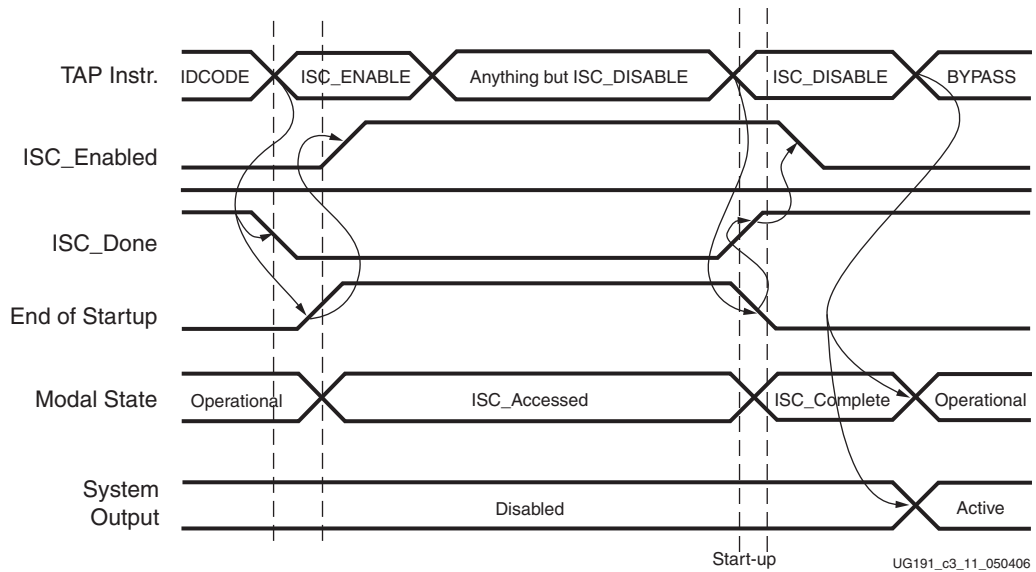 TAP Instr.
IDCODE
ISC_ENABLE
Anything but ISC_DISABLE
ISC_DISABLE
BYPASS
ISC_Enabled
ISC_Done
End of Startup
Modal State
Operational
ISC_Accessed
ISC_Complete
Operational
System
Output
Disabled
Active
Start-up
UG191_c3_11_050406